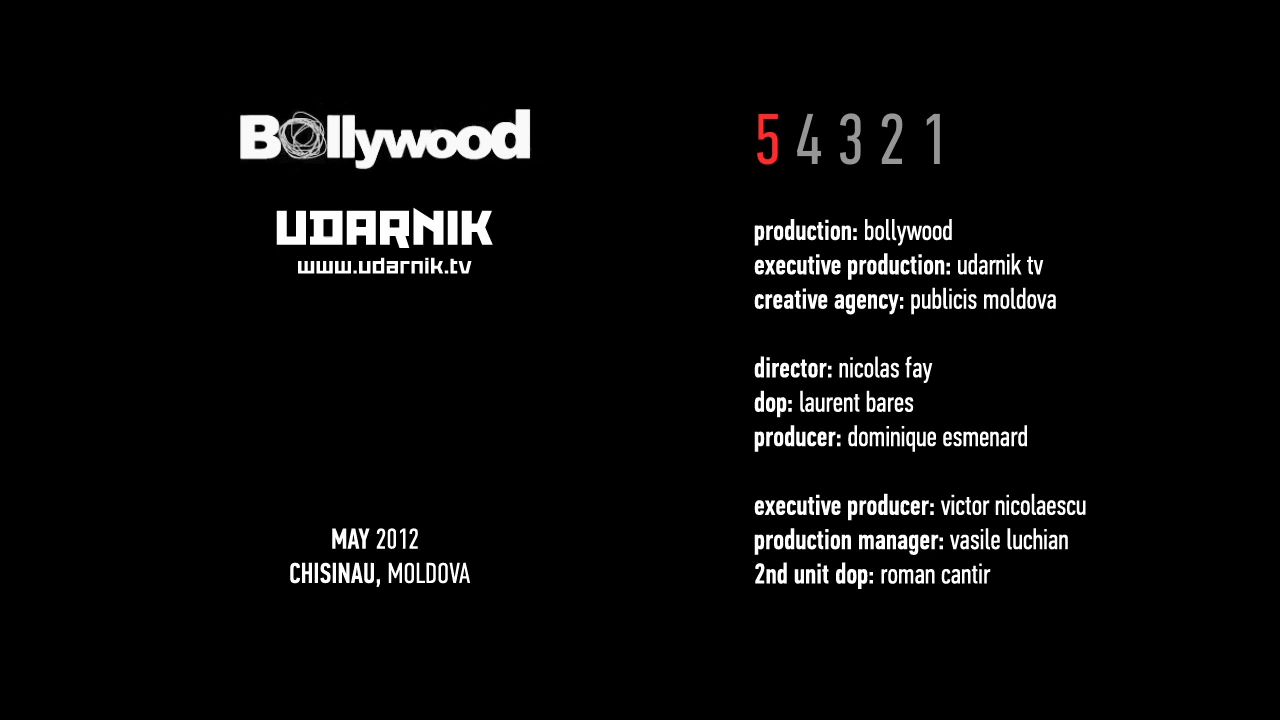 Bollywood
UDARNIK
www.udarnik.tv
MAY 2012
CHISINAU, MOLDOVA
5 4 3 2 1
production: bollywood
executive production: udarnik tv
creative agency: publicis moldova
director: nicolas fay
dop: laurent bares
producer: dominique esmenard
executive producer: victor nicolaescu
production manager: vasile luchian
2nd unit dop: roman cantir